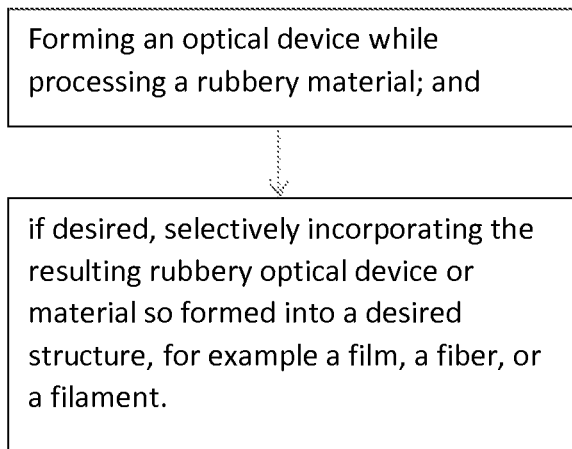 Forming an optical device while
processing a rubbery material; and
if desired, selectively incorporating the
resulting rubbery optical device or
material so formed into a desired
structure, for example a film, a fiber, or
a filament.